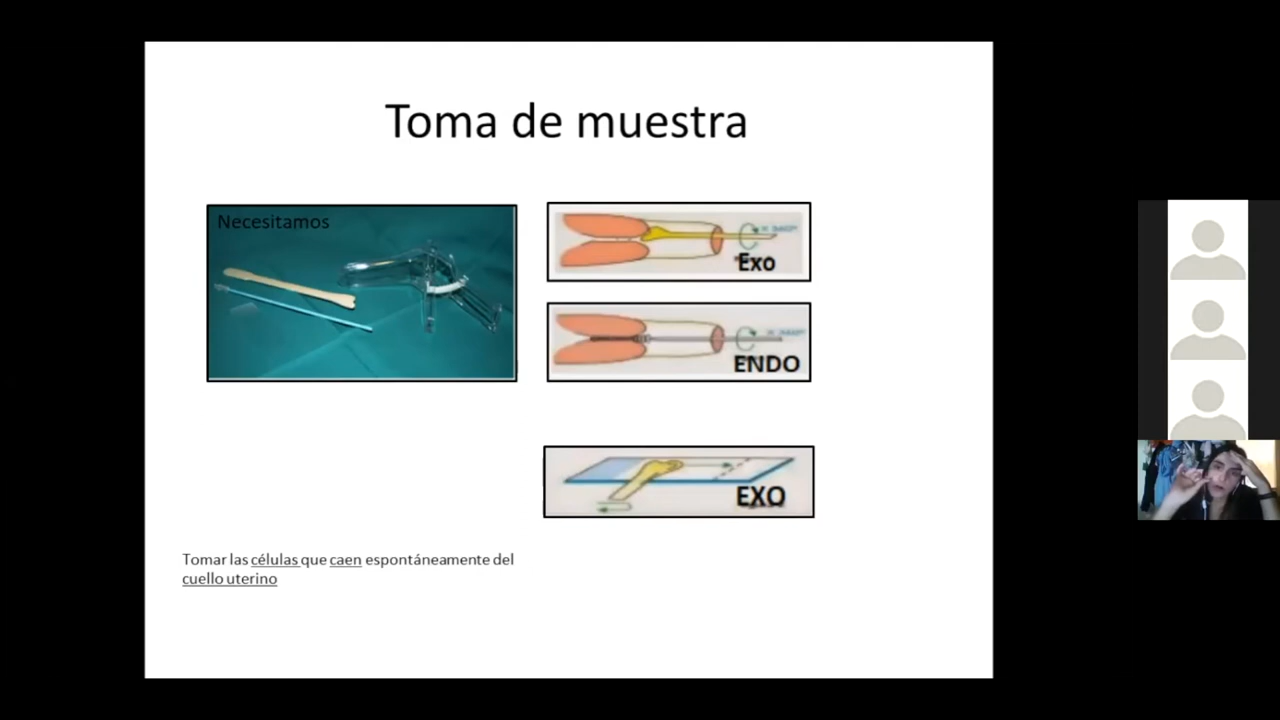 Toma de muestra
Necesitamos
Exo
ENDO
EXO
Tomar las células que caen espontáneamente del
cuello uterino